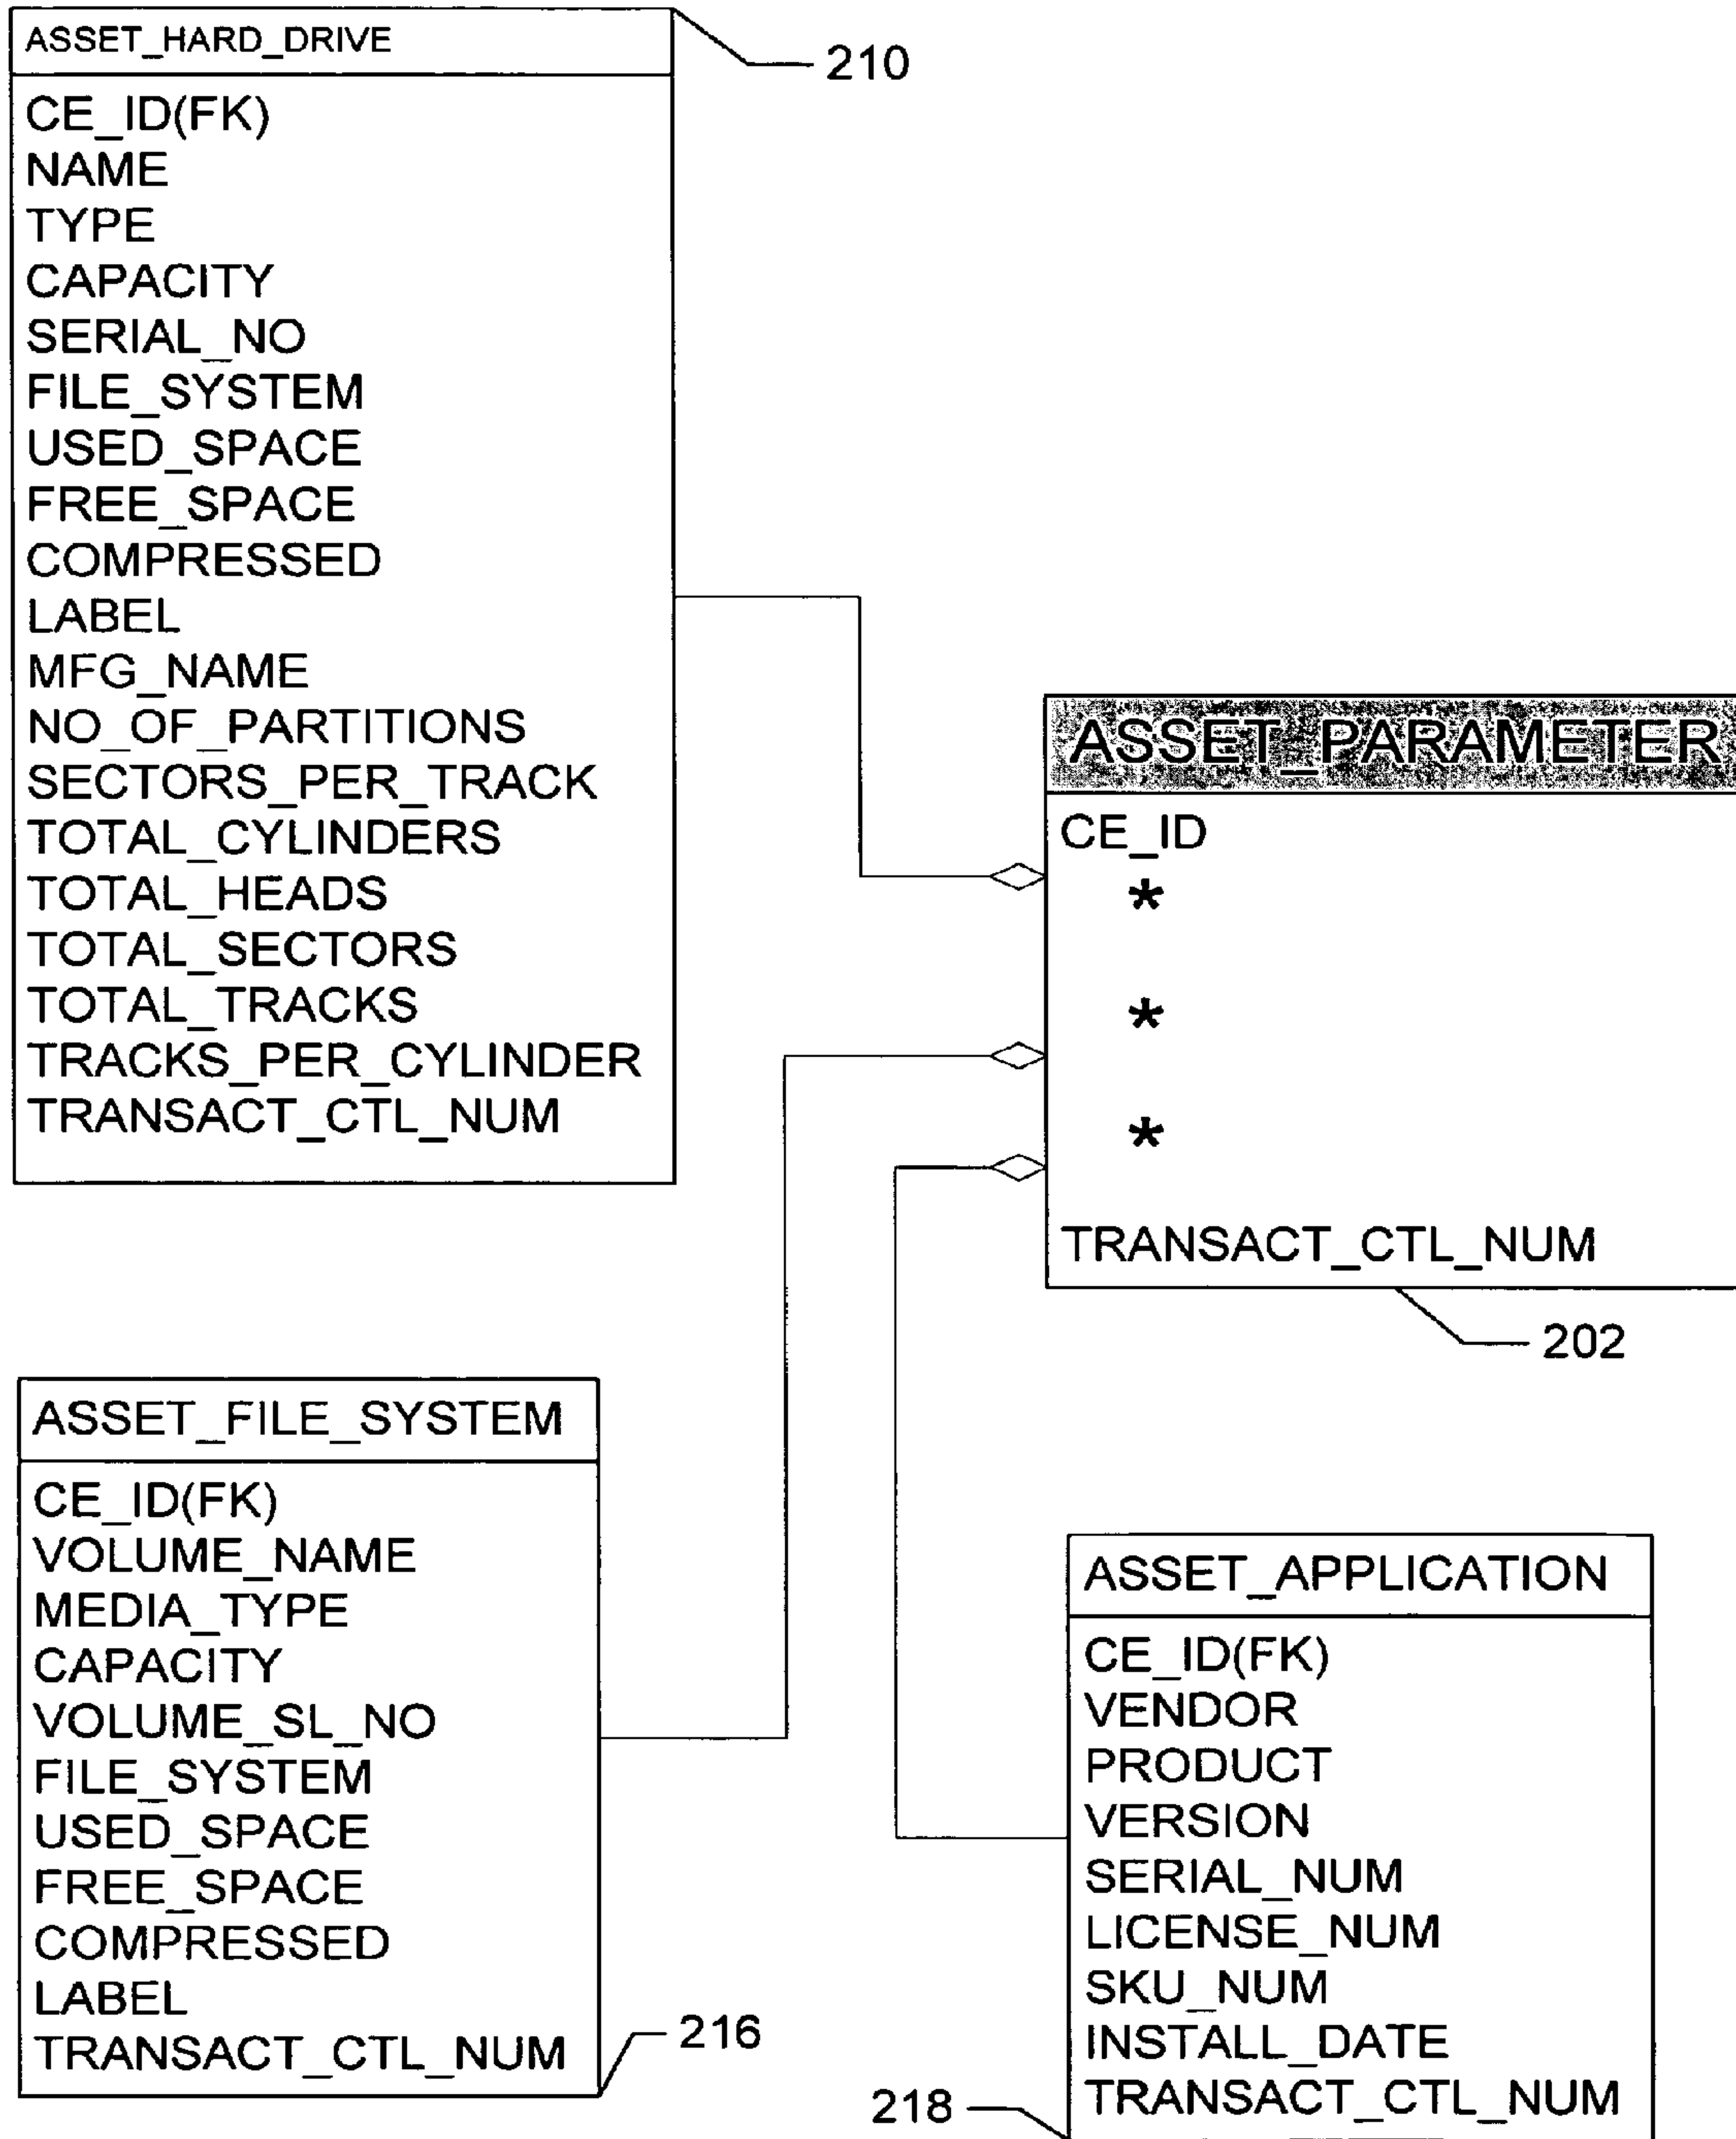 ASSET_HARD_DRIVE
210
CE_ID(FK)
NAME
TYPE
CAPACITY
SERIAL_NO
FILE_SYSTEM
USED_SPACE
FREE_SPACE
COMPRESSED
LABEL
MFG_NAME
NO_OF_PARTITIONS
SECTORS_PER_TRACK
TOTAL_CYLINDERS
TOTAL_HEADS
TOTAL_SECTORS
TOTAL_TRACKS
TRACKS_PER_CYLINDER
TRANSACT_CTL_NUM
ASSET_PARAMETER
CE_ID
*
*
*
TRANSACT_CTL_NUM
202
ASSET_FILE_SYSTEM
CE_ID(FK)
VOLUME_NAME
MEDIA_TYPE
CAPACITY
VOLUME_SL_NO
FILE_SYSTEM
USED_SPACE
FREE_SPACE
COMPRESSED
LABEL
TRANSACT_CTL_NUM
216
ASSET_APPLICATION
CE_ID(FK)
VENDOR
PRODUCT
VERSION
SERIAL_NUM
LICENSE_NUM
SKU_NUM
INSTALL_DATE
TRANSACT_CTL_NUM
218